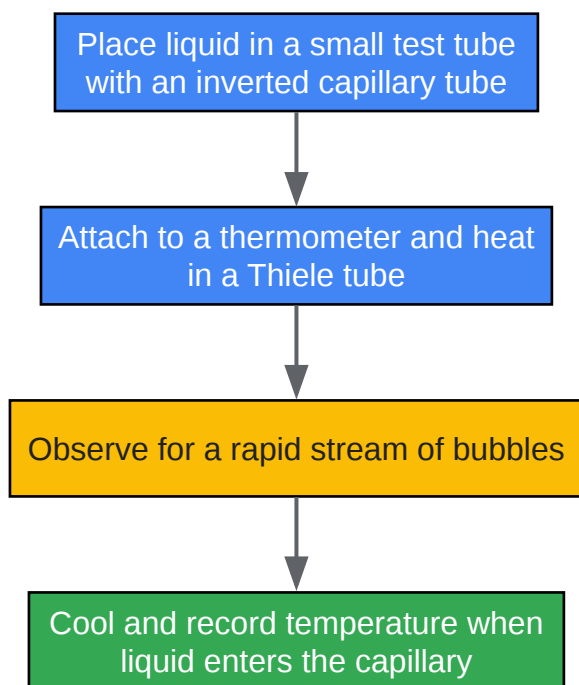 Place liquid in a small test tube
with an inverted capillary tube
Attach to a thermometer and heat
in a Thiele tube
Observe for a rapid stream of bubbles
Cool and record temperature when
liquid enters the capillary